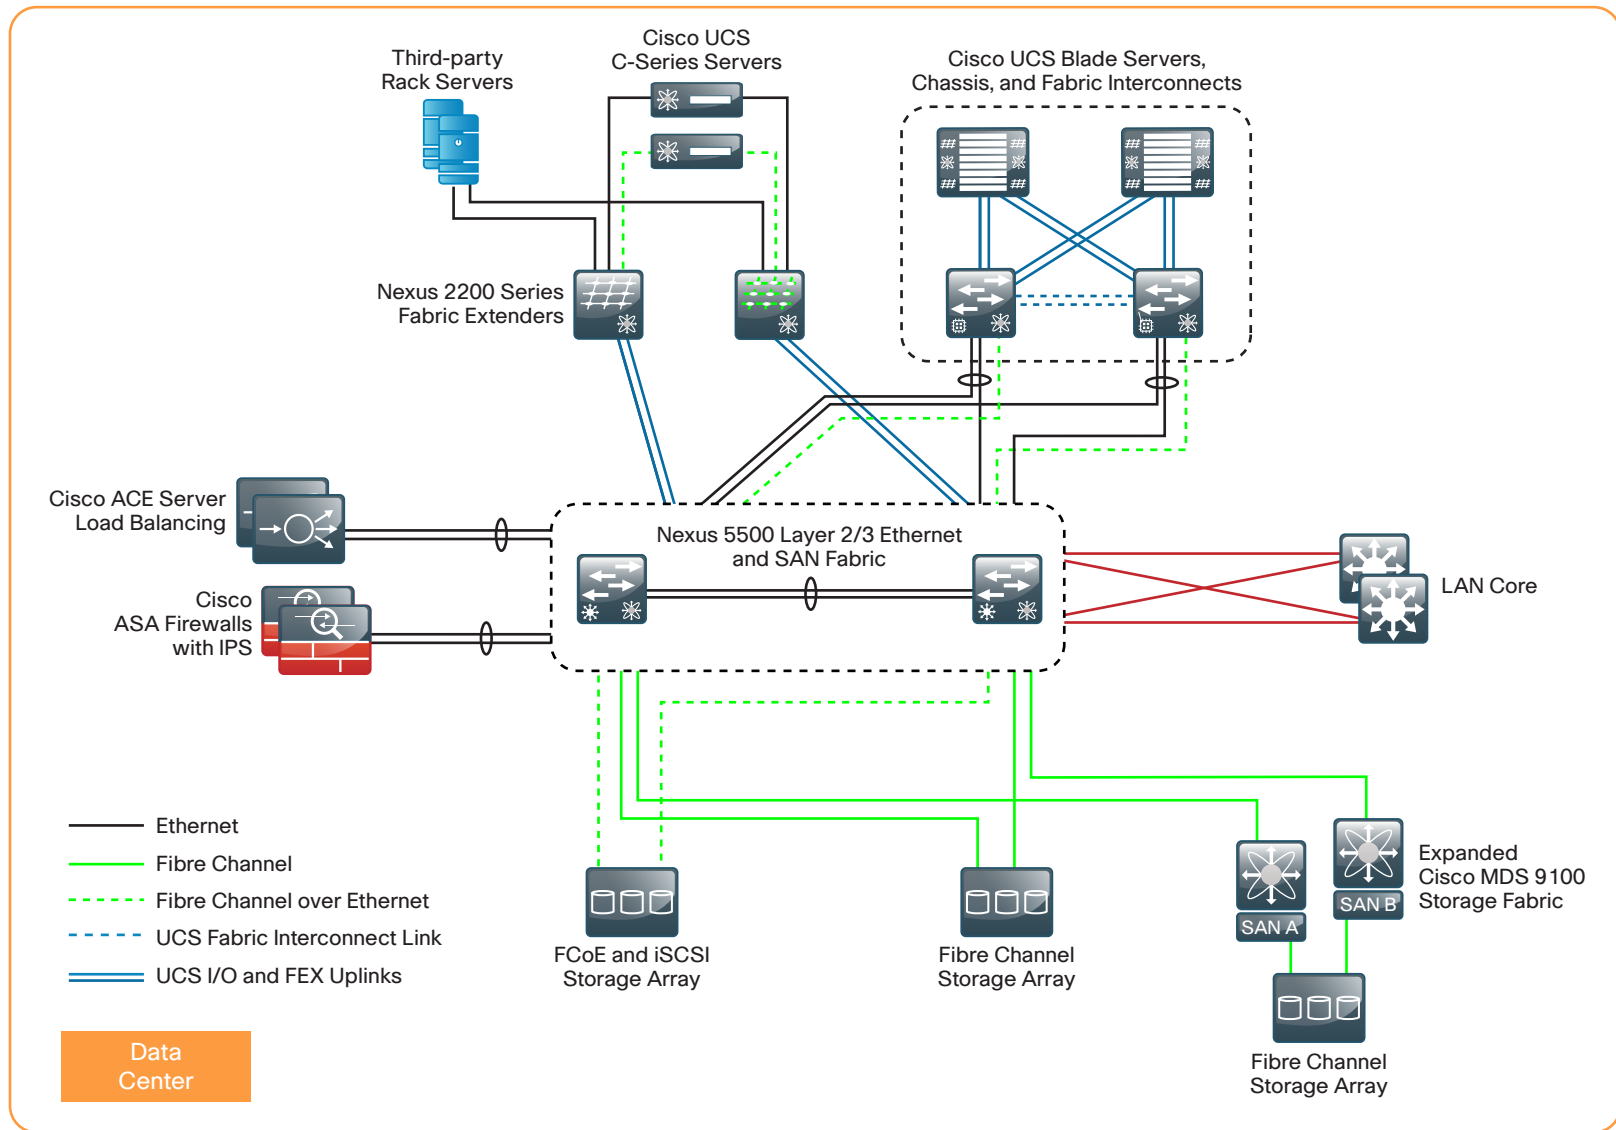 Third-party
Rack Servers
Cisco UCS
C-Series Servers
Cisco UCS Blade Servers,
Chassis, and Fabric Interconnects
Nexus 2200 Series
Fabric Extenders
Cisco ACE Server
Load Balancing
Nexus 5500 Layer 2/3 Ethernet
and SAN Fabric
Cisco
ASA Firewalls
with IPS
LAN Core
Ethernet
Fibre Channel
Fibre Channel over Ethernet
UCS Fabric Interconnect Link
UCS I/O and FEX Uplinks
FCoE and iSCSI
Storage Array
Fibre Channel
Storage Array
SAN A
SAN B
Expanded
Cisco MDS 9100
Storage Fabric
Fibre Channel
Storage Array
Data
Center